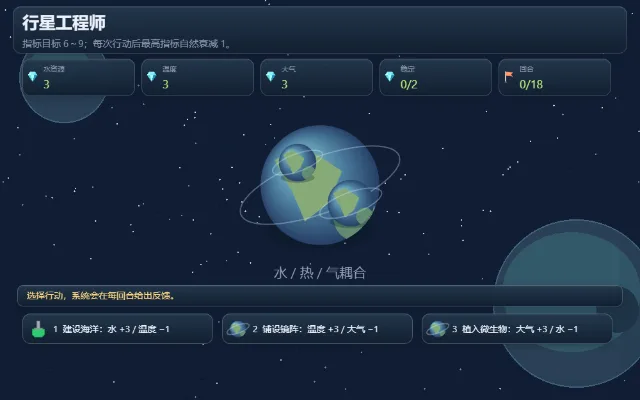 行星工程师
指标目标 6~9；每次行动后最高指标自然衰减 1。
水资源
3
温度
3
大气
3
稳定
0/2
回合
0/18
水 / 热 / 气耦合
选择行动，系统会在每回合给出反馈。
1 建设海洋：水 +3 / 温度 −1
2 铺设镜阵：温度 +3 / 大气 −1
3 植入微生物：大气 +3 / 水 −1